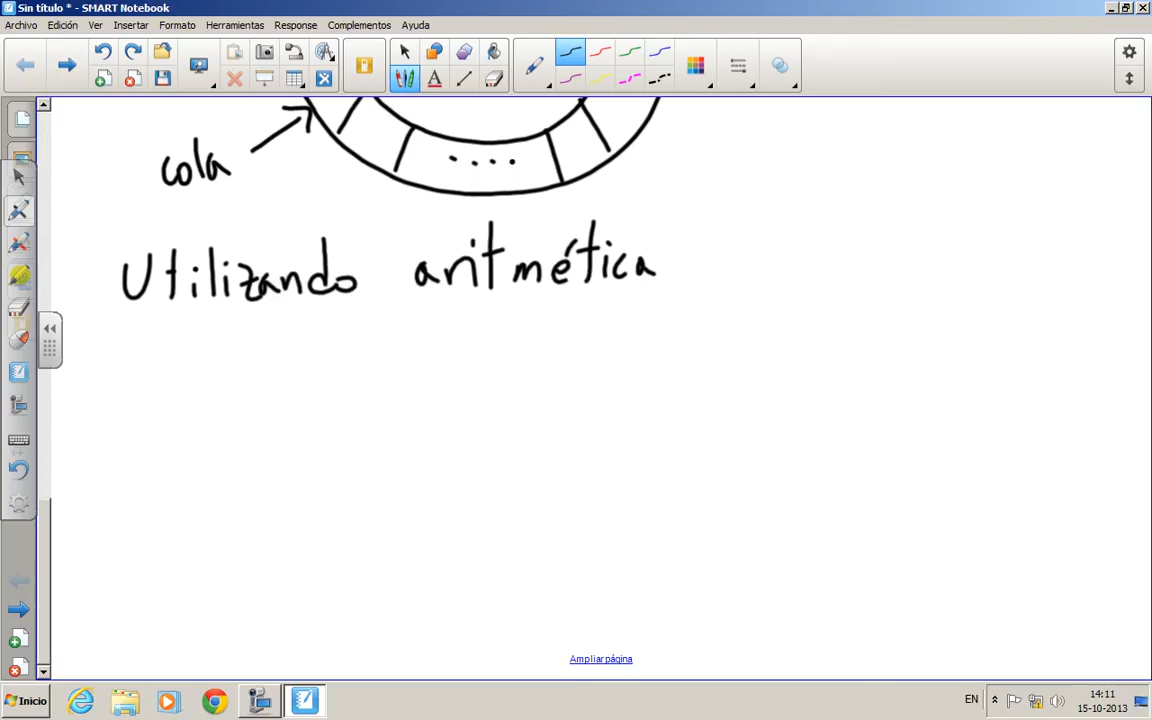 Sin título * - SMART Notebook
Archivo Edición Ver Insertar Formato Herramientas Response Complementos Ayuda
cola
Utilizando aritmética
Ampliar página
Inicio
EN
14:11
15-10-2013